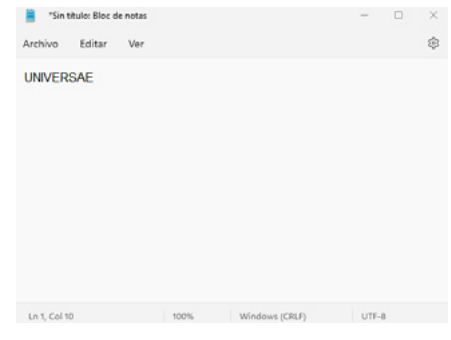 *Sin título: Bloc de notas
Archivo Editar Ver
UNIVERSAE
Ln 1, Col 10 100% Windows (CRLF) UTF-8